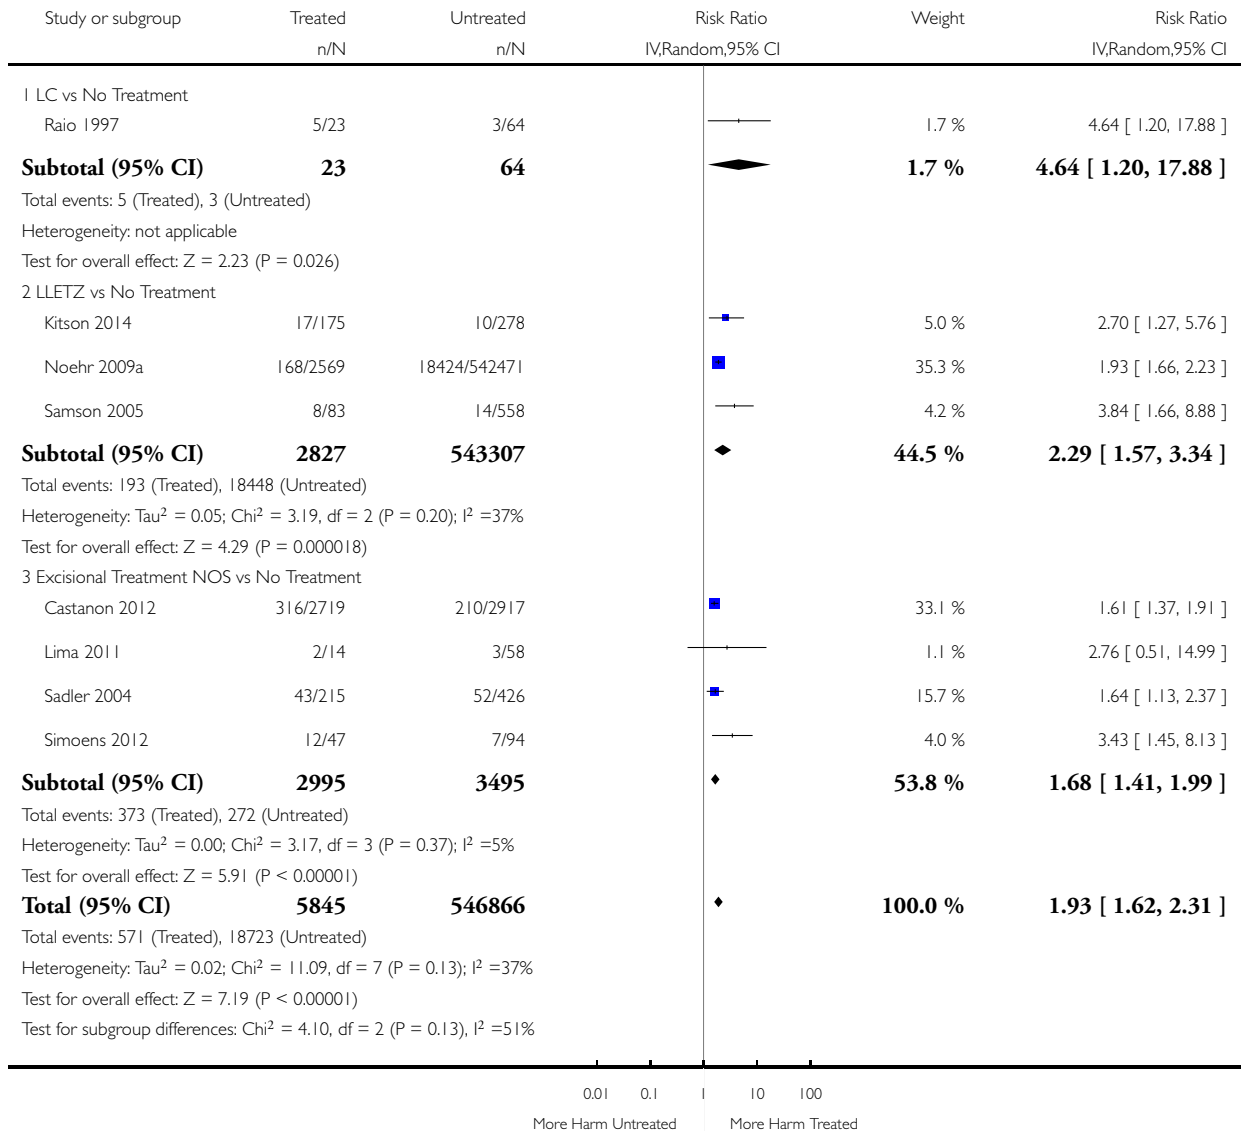 Study or subgroup Treated Untreated Risk Ratio Weight Risk Ratio
n/N n/N IV,Random,95% CI IV,Random,95% CI
1 LC vs No Treatment
Raio 1997 5/23 3/64 1.7 % 4.64 [ 1.20, 17.88 ]
Subtotal (95% CI) 23 64 1.7 % 4.64 [ 1.20, 17.88 ]
Total events: 5 (Treated), 3 (Untreated)
Heterogeneity: not applicable
Test for overall effect: Z = 2.23 (P = 0.026)
2 LLETZ vs No Treatment
Kitson 2014 17/175 10/278 5.0 % 2.70 [ 1.27, 5.76 ]
Noehr 2009a 168/2569 18424/542471 35.3 % 1.93 [ 1.66, 2.23 ]
Samson 2005 8/83 14/558 4.2 % 3.84 [ 1.66, 8.88 ]
Subtotal (95% CI) 2827 543307 44.5 % 2.29 [ 1.57, 3.34 ]
Total events: 193 (Treated), 18448 (Untreated)
Heterogeneity: Tau² = 0.05; Chi² = 3.19, df = 2 (P = 0.20); I² =37%
Test for overall effect: Z = 4.29 (P = 0.000018)
3 Excisional Treatment NOS vs No Treatment
Castanon 2012 316/2719 210/2917 33.1 % 1.61 [ 1.37, 1.91 ]
Lima 2011 2/14 3/58 1.1 % 2.76 [ 0.51, 14.99 ]
Sadler 2004 43/215 52/426 15.7 % 1.64 [ 1.13, 2.37 ]
Simoens 2012 12/47 7/94 4.0 % 3.43 [ 1.45, 8.13 ]
Subtotal (95% CI) 2995 3495 53.8 % 1.68 [ 1.41, 1.99 ]
Total events: 373 (Treated), 272 (Untreated)
Heterogeneity: Tau² = 0.00; Chi² = 3.17, df = 3 (P = 0.37); I² =5%
Test for overall effect: Z = 5.91 (P < 0.00001)
Total (95% CI) 5845 546866 100.0 % 1.93 [ 1.62, 2.31 ]
Total events: 571 (Treated), 18723 (Untreated)
Heterogeneity: Tau² = 0.02; Chi² = 11.09, df = 7 (P = 0.13); I² =37%
Test for overall effect: Z = 7.19 (P < 0.00001)
Test for subgroup differences: Chi² = 4.10, df = 2 (P = 0.13), I² =51%
0.01 0.1 1 10 100
More Harm Untreated More Harm Treated